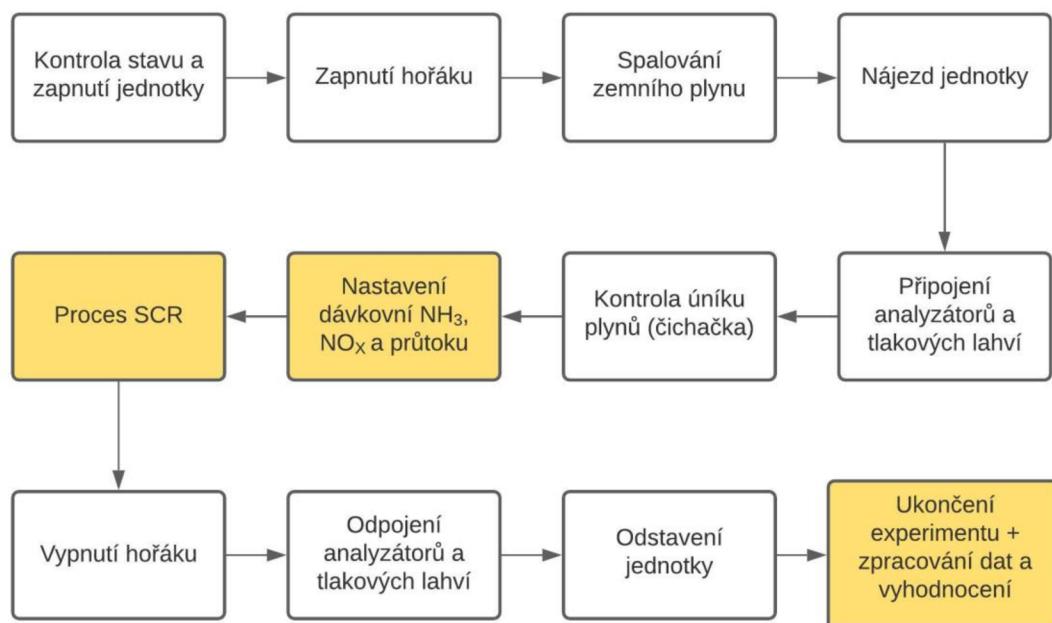 Kontrola stavu a
zapnutí jednotky
Zapnutí hořáku
Spalování
zemního plynu
Nájezd jednotky
Připojení
analyzátorů a
tlakových lahví
Kontrola úniku
plynů (čichačka)
Nastavení
dávkovní NH₃,
NOₓ a průtoku
Proces SCR
Vypnutí hořáku
Odpojení
analyzátorů a
tlakových lahví
Odstavení
jednotky
Ukončení
experimentu +
zpracování dat a
vyhodnocení